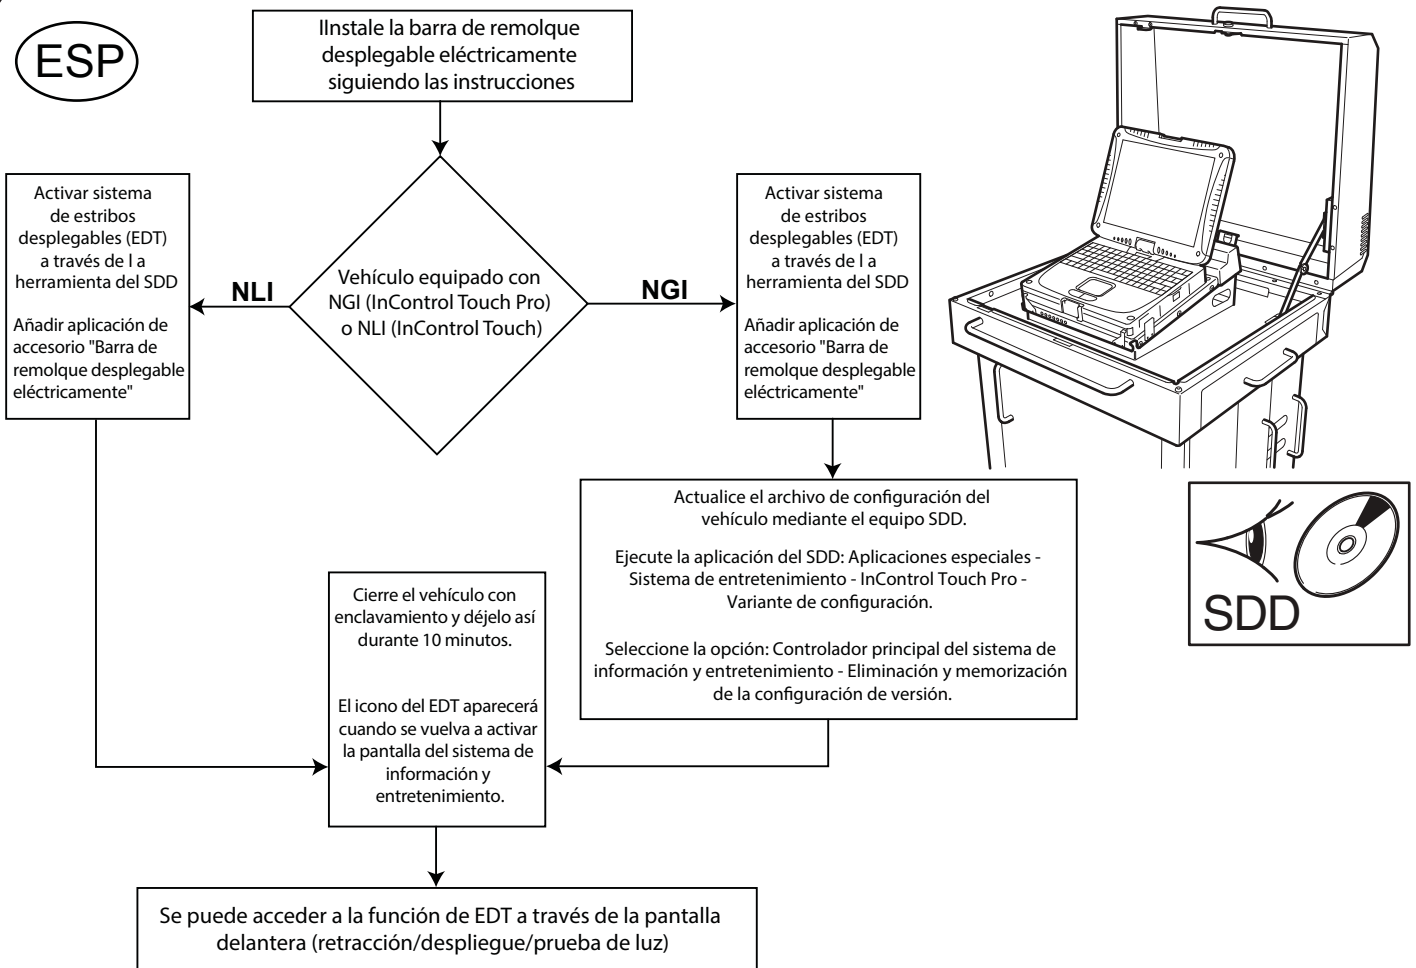 ESP
IInstale la barra de remolque
desplegable eléctricamente
siguiendo las instrucciones
Activar sistema
de estribos
desplegables (EDT)
a través de l a
herramienta del SDD
Añadir aplicación de
accesorio "Barra de
remolque desplegable
eléctricamente"
NLI
Vehículo equipado con
NGI (InControl Touch Pro)
o NLI (InControl Touch)
NGI
Activar sistema
de estribos
desplegables (EDT)
a través de l a
herramienta del SDD
Añadir aplicación de
accesorio "Barra de
remolque desplegable
eléctricamente"
Actualice el archivo de configuración del
vehículo mediante el equipo SDD.
Ejecute la aplicación del SDD: Aplicaciones especiales -
Sistema de entretenimiento - InControl Touch Pro -
Variante de configuración.
Seleccione la opción: Controlador principal del sistema de
información y entretenimiento - Eliminación y memorización
de la configuración de versión.
SDD
Cierre el vehículo con
enclavamiento y déjelo así
durante 10 minutos.
El icono del EDT aparecerá
cuando se vuelva a activar
la pantalla del sistema de
información y
entretenimiento.
Se puede acceder a la función de EDT a través de la pantalla
delantera (retracción/despliegue/prueba de luz)